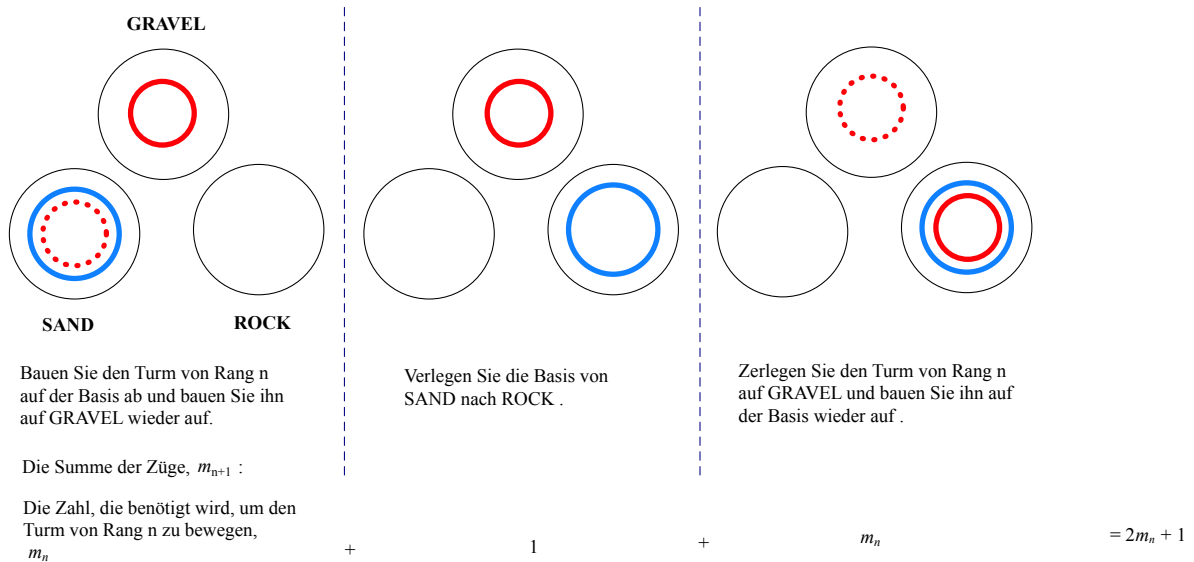 GRAVEL
SAND
ROCK
Bauen Sie den Turm von Rang n
auf der Basis ab und bauen Sie ihn
auf GRAVEL wieder auf.
Verlegen Sie die Basis von
SAND nach ROCK .
Zerlegen Sie den Turm von Rang n
auf GRAVEL und bauen Sie ihn auf
der Basis wieder auf .
Die Summe der Züge, mₙ₊₁ :
Die Zahl, die benötigt wird, um den
Turm von Rang n zu bewegen,
mₙ + 1 + mₙ = 2mₙ + 1